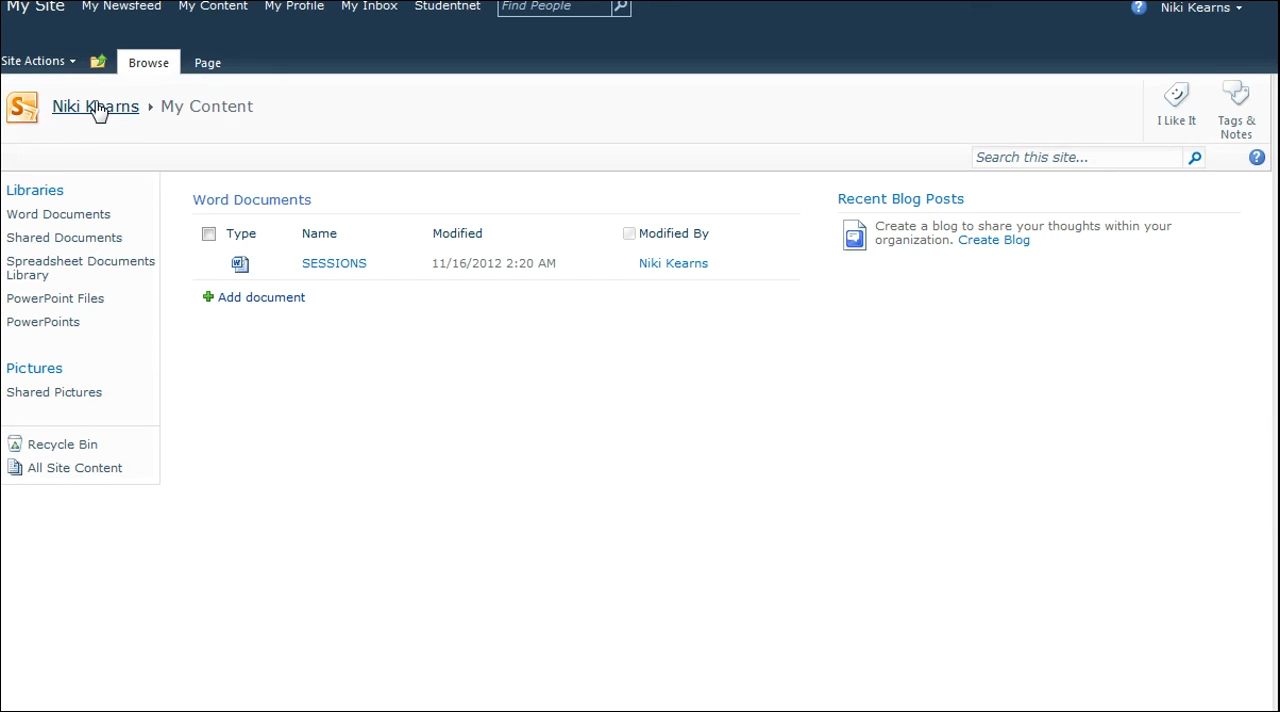 My Site My Newsfeed My Content My Profile My Inbox Studentnet Find People Niki Kearns
Site Actions Browse Page
Niki Kearns My Content
I Like It
Tags &
Notes
Search this site...
Libraries
Word Documents
Shared Documents
Spreadsheet Documents
Library
PowerPoint Files
PowerPoints
Pictures
Shared Pictures
Recycle Bin
All Site Content
Word Documents
Type Name Modified Modified By
SESSIONS 11/16/2012 2:20 AM Niki Kearns
Add document
Recent Blog Posts
Create a blog to share your thoughts within your
organization. Create Blog